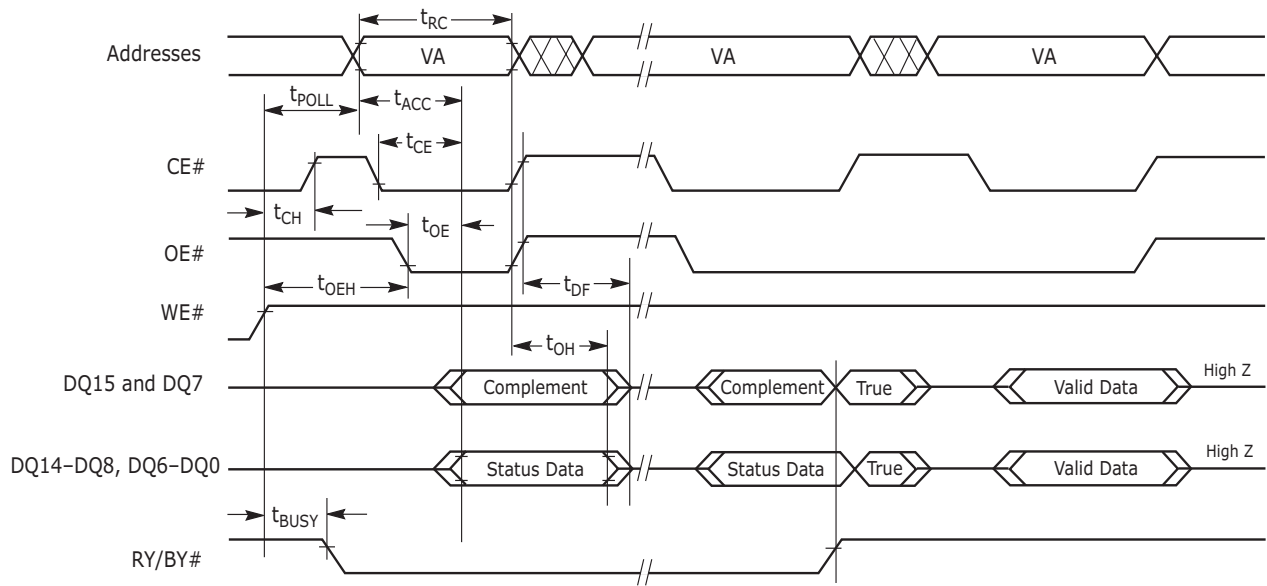 tRC
Addresses VA VA VA
tPOLL tACC
tCE
CE#
tCH tOE
OE#
tOEH tDF
WE#
tOH
DQ15 and DQ7 Complement Complement True Valid Data High Z
DQ14–DQ8, DQ6–DQ0 Status Data Status Data True Valid Data High Z
tBUSY
RY/BY#